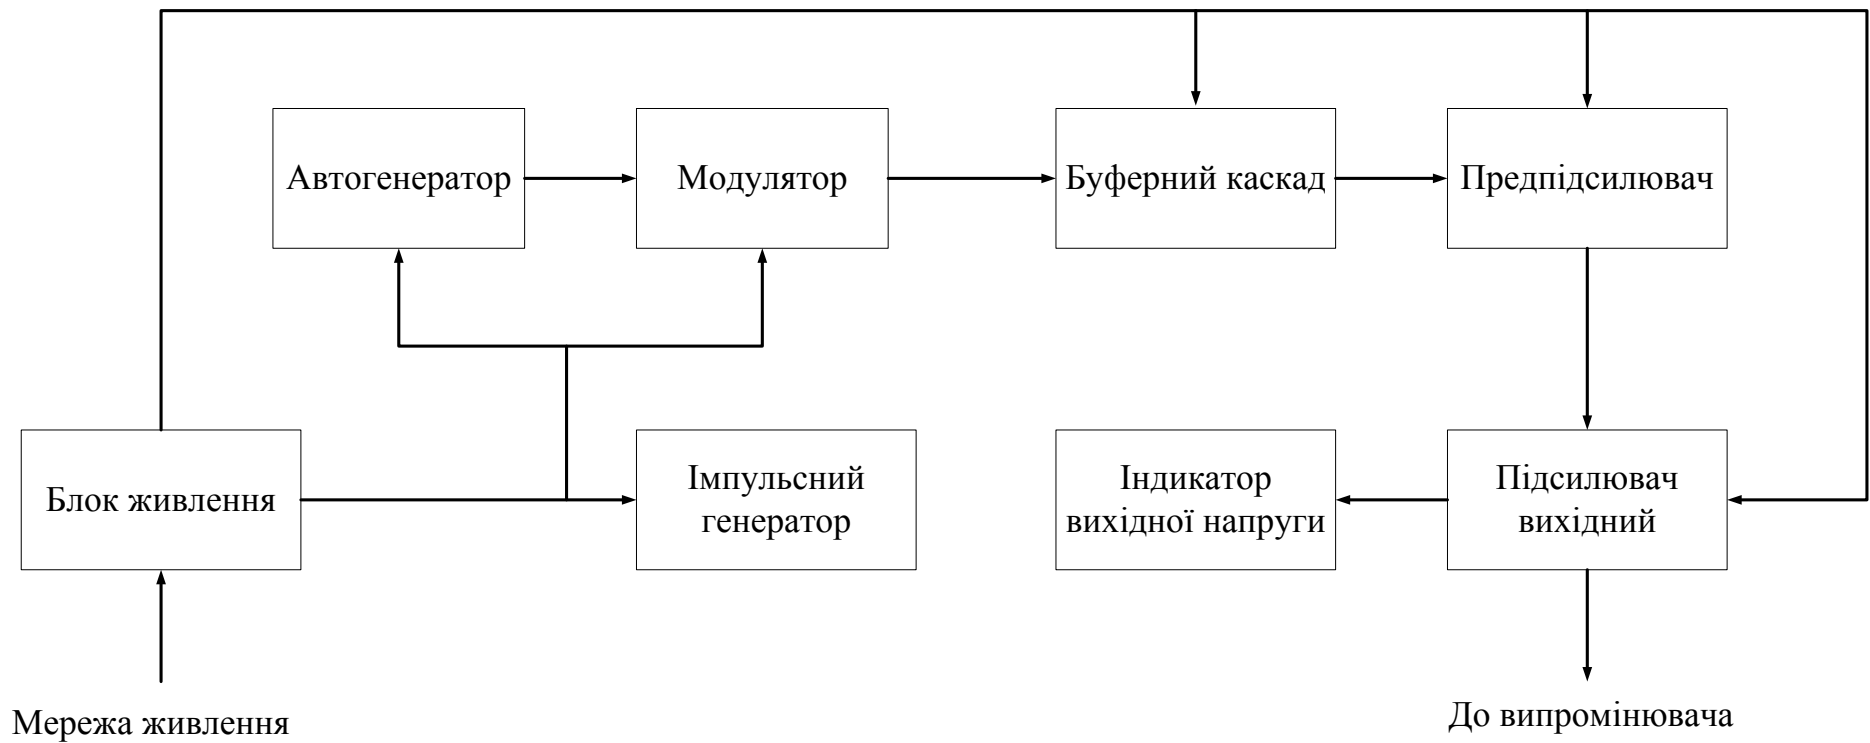 Автогенератор
Модулятор
Буферний каскад
Предпідсилювач
Блок живлення
Імпульсний
генератор
Індикатор
вихідної напруги
Підсилювач
вихідний
Мережа живлення
До випромінювача